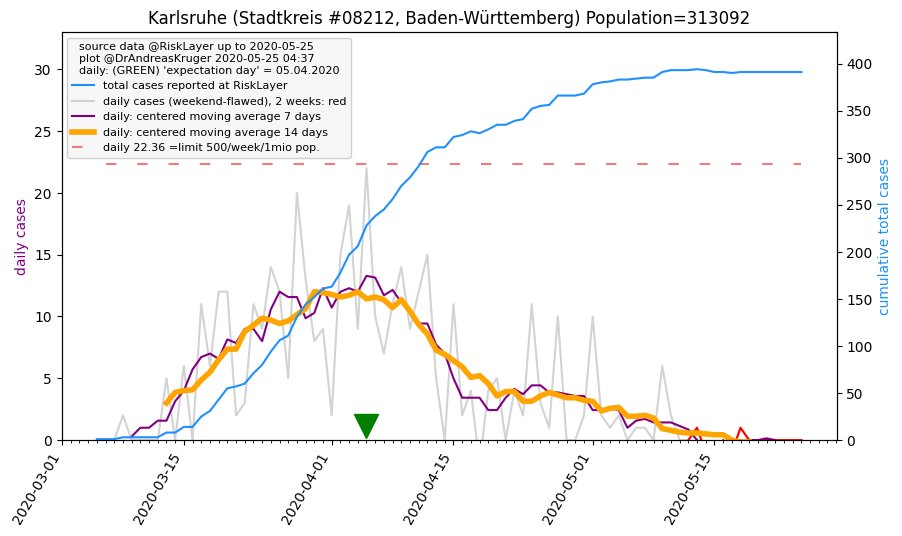 Karlsruhe (Stadtkreis #08212, Baden-Württemberg) Population=313092
source data @RiskLayer up to 2020-05-25
plot @DrAndreasKruger 2020-05-25 04:37
daily: (GREEN) 'expectation day' = 05.04.2020
total cases reported at RiskLayer
daily cases (weekend-flawed), 2 weeks: red
daily: centered moving average 7 days
daily: centered moving average 14 days
daily 22.36 =limit 500/week/1mio pop.
daily cases
30
25
20
15
10
5
0
cumulative total cases
400
350
300
250
200
150
100
50
0
2020-03-01
2020-03-15
2020-04-01
2020-04-15
2020-05-01
2020-05-15